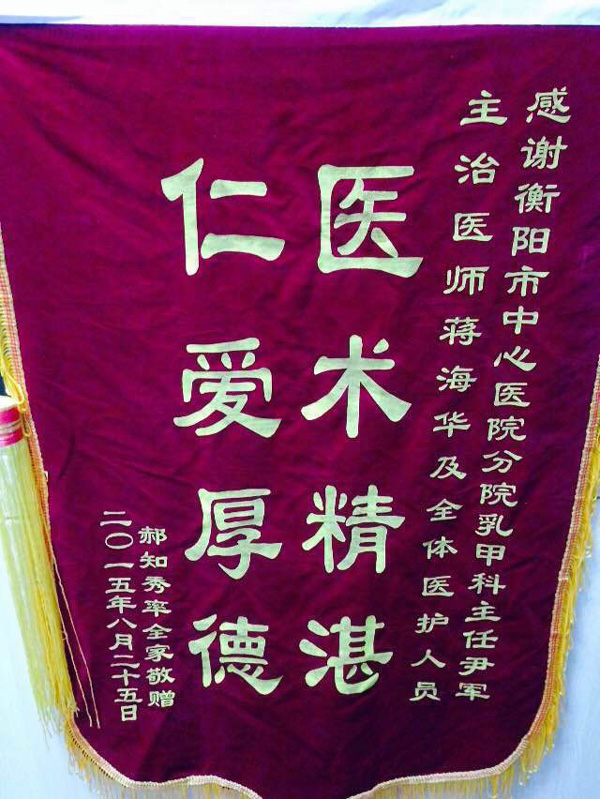 感谢衡阳市中心医院分院乳甲科主任尹军
主治医师蒋海华及全体医护人员
医术精湛
仁爱厚德
郝知秀率全家敬赠
二〇一五年八月二十五日